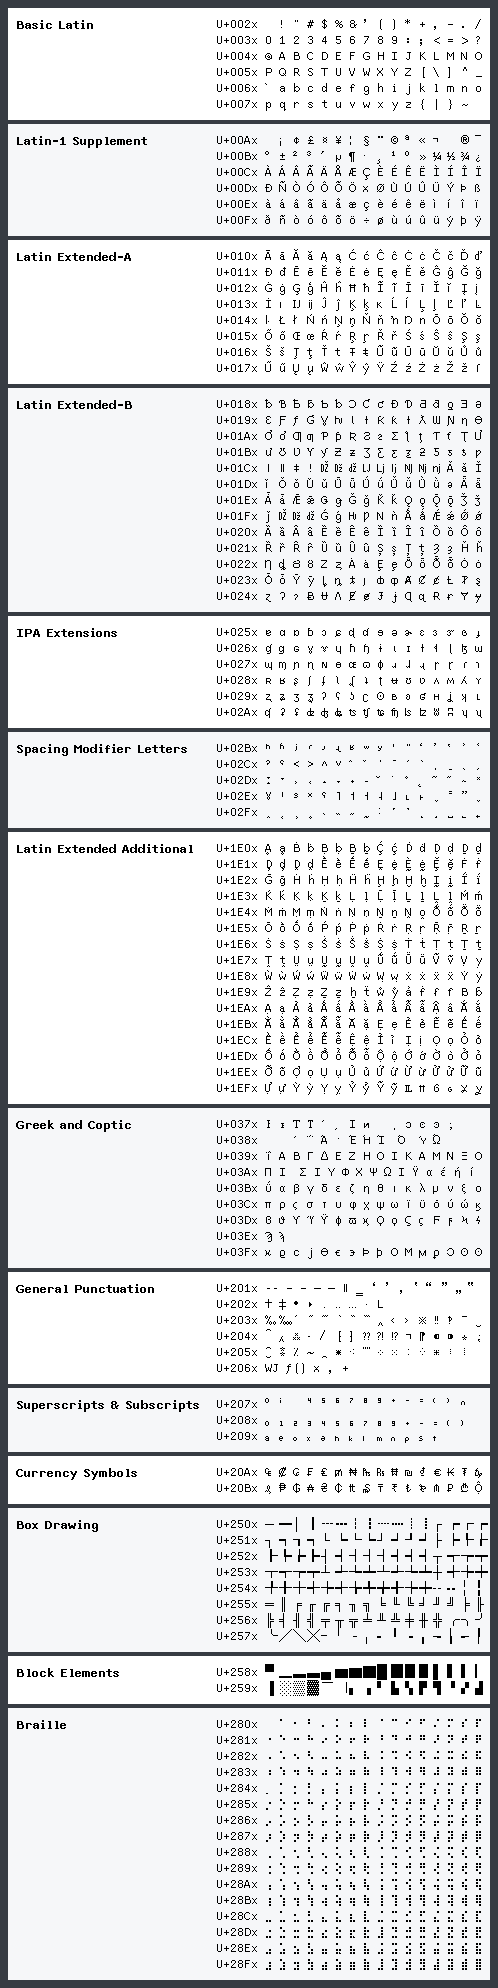 Basic Latin U+002x ! " # $ % & ' ( ) * + , - . /
U+003x 0 1 2 3 4 5 6 7 8 9 : ; < = > ?
U+004x @ A B C D E F G H I J K L M N O
U+005x P Q R S T U V W X Y Z [ \ ] ^ _
U+006x ` a b c d e f g h i j k l m n o
U+007x p q r s t u v w x y z { | } ~
Latin-1 Supplement U+00Ax ¡ ¢ £ ¤ ¥ ¦ § ¨ © ª « ¬ ® ¯
U+00Bx ° ± ² ³ ´ µ ¶ · ¸ ¹ º » ¼ ½ ¾ ¿
U+00Cx À Á Â Ã Ä Å Æ Ç È É Ê Ë Ì Í Î Ï
U+00Dx Ð Ñ Ò Ó Ô Õ Ö × Ø Ù Ú Û Ü Ý Þ ß
U+00Ex à á â ã ä å æ ç è é ê ë ì í î ï
U+00Fx ð ñ ò ó ô õ ö ÷ ø ù ú û ü ý þ ÿ
Latin Extended-A U+010x Ā ā Ă ă Ą ą Ć ć Ĉ ĉ Ċ ċ Č č Ď ď
U+011x Đ đ Ē ē Ĕ ĕ Ė ė Ę ę Ě ě Ĝ ĝ Ğ ğ
U+012x Ġ ġ Ģ ģ Ĥ ĥ Ħ ħ Ĩ ĩ Ī ī Ĭ ĭ Į į
U+013x İ ı Ĳ ĳ Ĵ ĵ Ķ ķ ĸ Ĺ ĺ Ļ ļ Ľ ľ Ŀ
U+014x ŀ Ł ł Ń ń Ņ ņ Ň ň ŉ Ŋ ŋ Ō ō Ŏ ŏ
U+015x Ő ő Œ œ Ŕ ŕ Ŗ ŗ Ř ř Ś ś Ŝ ŝ Ş ş
U+016x Š š Ţ ţ Ť ť Ŧ ŧ Ũ ũ Ū ū Ŭ ŭ Ů ů
U+017x Ű ű Ų ų Ŵ ŵ Ŷ ŷ Ÿ Ź ź Ż ż Ž ž ſ
Latin Extended-B U+018x ƀ Ɓ Ƃ ƃ Ƅ ƅ Ɔ Ƈ ƈ Ɖ Ɗ Ƌ ƌ ƍ Ǝ Ə
U+019x Ɛ Ƒ ƒ Ɠ Ɣ ƕ Ɩ Ɨ Ƙ ƙ ƚ ƛ Ɯ Ɲ ƞ Ɵ
U+01Ax Ơ ơ Ƣ ƣ Ƥ ƥ Ʀ Ƨ ƨ Ʃ ƪ ƫ Ƭ ƭ Ʈ Ư
U+01Bx ư Ʊ Ʋ Ƴ ƴ Ƶ ƶ Ʒ Ƹ ƹ ƺ ƻ Ƽ ƽ ƾ ƿ
U+01Cx ǀ ǁ ǂ ǃ Ǆ ǅ ǆ Ǉ ǈ ǉ Ǌ ǋ ǌ Ǎ ǎ Ǐ
U+01Dx ǐ Ǒ ǒ Ǔ ǔ Ǖ ǖ Ǘ ǘ Ǚ ǚ Ǜ ǜ ǝ Ǟ ǟ
U+01Ex Ǡ ǡ Ǣ ǣ Ǥ ǥ Ǧ ǧ Ǩ ǩ Ǫ ǫ Ǭ ǭ Ǯ ǯ
U+01Fx ǰ Ǳ ǲ ǳ Ǵ ǵ Ƕ Ƿ Ǹ ǹ Ǻ ǻ Ǽ ǽ Ǿ ǿ
U+020x Ȁ ȁ Ȃ ȃ Ȅ ȅ Ȇ ȇ Ȉ ȉ Ȋ ȋ Ȍ ȍ Ȏ ȏ
U+021x Ȑ ȑ Ȓ ȓ Ȕ ȕ Ȗ ȗ Ș ș Ț ț Ȝ ȝ Ȟ ȟ
U+022x Ƞ ȡ Ȣ ȣ Ȥ ȥ Ȧ ȧ Ȩ ȩ Ȫ ȫ Ȭ ȭ Ȯ ȯ
U+023x Ȱ ȱ Ȳ ȳ ȴ ȵ ȶ ȷ ȸ ȹ Ⱥ Ȼ ȼ Ƚ Ⱦ ȿ
U+024x ɀ Ɂ ɂ Ƀ Ʉ Ʌ Ɇ ɇ Ɉ ɉ Ɋ ɋ Ɍ ɍ Ɏ ɏ
IPA Extensions U+025x ɐ ɑ ɒ ɓ ɔ ɕ ɖ ɗ ɘ ə ɚ ɛ ɜ ɝ ɞ ɟ
U+026x ɠ ɡ ɢ ɣ ɤ ɥ ɦ ɧ ɨ ɩ ɪ ɫ ɬ ɭ ɮ ɯ
U+027x ɰ ɱ ɲ ɳ ɴ ɵ ɶ ɷ ɸ ɹ ɺ ɻ ɼ ɽ ɾ ɿ
U+028x ʀ ʁ ʂ ʃ ʄ ʅ ʆ ʇ ʈ ʉ ʊ ʋ ʌ ʍ ʎ ʏ
U+029x ʐ ʑ ʒ ʓ ʔ ʕ ʖ ʗ ʘ ʙ ʚ ʛ ʜ ʝ ʞ ʟ
U+02Ax ʠ ʡ ʢ ʣ ʤ ʥ ʦ ʧ ʨ ʩ ʪ ʫ ʬ ʭ ʮ ʯ
Spacing Modifier Letters U+02Bx ʰ ʱ ʲ ʳ ʴ ʵ ʶ ʷ ʸ ʹ ʺ ʻ ʼ ʽ ʾ ʿ
U+02Cx ˀ ˁ ˂ ˃ ˄ ˅ ˆ ˇ ˈ ˉ ˊ ˋ ˌ ˍ ˎ ˏ
U+02Dx ː ˑ ˒ ˓ ˔ ˕ ˖ ˗ ˘ ˙ ˚ ˛ ˜ ˝ ˞ ˟
U+02Ex ˠ ˡ ˢ ˣ ˤ ˥ ˦ ˧ ˨ ˩ ˪ ˫ ˬ ˭ ˮ ˯
U+02Fx
Latin Extended Additional U+1E0x Ḁ ḁ Ḃ ḃ Ḅ ḅ Ḇ ḇ Ḉ ḉ Ḋ ḋ Ḍ ḍ Ḏ ḏ
U+1E1x Ḑ ḑ Ḓ ḓ Ḕ ḕ Ḗ ḗ Ḙ ḙ Ḛ ḛ Ḝ ḝ Ḟ ḟ
U+1E2x Ḡ ḡ Ḣ ḣ Ḥ ḥ Ḧ ḧ Ḩ ḩ Ḫ ḫ Ḭ ḭ Ḯ ḯ
U+1E3x Ḱ ḱ Ḳ ḳ Ḵ ḵ Ḷ ḷ Ḹ ḹ Ḻ ḻ Ḽ ḽ Ḿ ḿ
U+1E4x Ṁ ṁ Ṃ ṃ Ṅ ṅ Ṇ ṇ Ṉ ṉ Ṋ ṋ Ṍ ṍ Ṏ ṏ
U+1E5x Ṑ ṑ Ṓ ṓ Ṕ ṕ Ṗ ṗ Ṙ ṙ Ṛ ṛ Ṝ ṝ Ṟ ṟ
U+1E6x Ṡ ṡ Ṣ ṣ Ṥ ṥ Ṧ ṧ Ṩ ṩ Ṫ ṫ Ṭ ṭ Ṯ ṯ
U+1E7x Ṱ ṱ Ṳ ṳ Ṵ ṵ Ṷ ṷ Ṹ ṹ Ṻ ṻ Ṽ ṽ Ṿ ṿ
U+1E8x Ẁ ẁ Ẃ ẃ Ẅ ẅ Ẇ ẇ Ẉ ẉ Ẋ ẋ Ẍ ẍ Ẏ ẏ
U+1E9x Ẑ ẑ Ẓ ẓ Ẕ ẕ ẖ ẗ ẘ ẙ ẚ ẛ ẜ ẝ ẞ ẟ
U+1EAx Ạ ạ Ả ả Ấ ấ Ầ ầ Ẩ ẩ Ẫ ẫ Ậ ậ Ắ ắ
U+1EBx Ằ ằ Ẳ ẳ Ẵ ẵ Ặ ặ Ẹ ẹ Ẻ ẻ Ẽ ẽ Ế ế
U+1ECx Ề ề Ể ể Ễ ễ Ệ ệ Ỉ ỉ Ị ị Ọ ọ Ỏ ỏ
U+1EDx Ố ố Ồ ồ Ổ ổ Ỗ ỗ Ộ ộ Ớ ớ Ờ ờ Ở ở
U+1EEx Ỡ ỡ Ợ ợ Ụ ụ Ủ ủ Ứ ứ Ừ ừ Ử ử Ữ ữ
U+1EFx Ự ự Ỳ ỳ Ỵ ỵ Ỷ ỷ Ỹ ỹ Ỻ ỻ Ỽ ỽ Ỿ ỿ
Greek and Coptic U+037x Ͱ ͱ Ͳ ͳ ʹ ͵ Ͷ ͷ ͺ ͻ ͼ ͽ ;
U+038x ΄ ΅ Ά · Έ Ή Ί Ό Ύ Ώ
U+039x ΐ Α Β Γ Δ Ε Ζ Η Θ Ι Κ Λ Μ Ν Ξ Ο
U+03Ax Π Ρ Σ Τ Υ Φ Χ Ψ Ω Ϊ Ϋ ά έ ή ί
U+03Bx ΰ α β γ δ ε ζ η θ ι κ λ μ ν ξ ο
U+03Cx π ρ ς σ τ υ φ χ ψ ω ϊ ϋ ό ύ ώ Ϗ
U+03Dx ϐ ϑ ϒ ϓ ϔ ϕ ϖ ϗ Ϙ ϙ Ϛ ϛ Ϝ ϝ Ϟ ϟ
U+03Ex Ϡ ϡ
U+03Fx ϰ ϱ ϲ ϳ ϴ ϵ ϶ Ϸ ϸ Ϲ Ϻ ϻ ϼ Ͻ Ͼ Ͽ
General Punctuation U+201x ‐ ‑ ‒ – — ― ‖ ‗ ‘ ’ ‚ ‛ “ ” „ ‟
U+202x † ‡ • ‣ ․ ‥ … ‧
U+203x ‰ ‱ ′ ″ ‴ ‵ ‶ ‷ ‸ ‹ › ※ ‼ ‽ ‾ ‿
U+204x ⁀ ⁁ ⁂ ⁃ ⁄ ⁅ ⁆ ⁇ ⁈ ⁉ ⁊ ⁋ ⁌ ⁍ ⁎ ⁏
U+205x ⁐ ⁑ ⁒ ⁓ ⁔ ⁕ ⁖ ⁗ ⁘ ⁙ ⁚ ⁛ ⁜ ⁝ ⁞
U+206x WJ ƒ() x , +
Superscripts & Subscripts U+207x ⁰ ⁱ ⁴ ⁵ ⁶ ⁷ ⁸ ⁹ ⁺ ⁻ ⁼ ⁽ ⁾ ⁿ
U+208x ₀ ₁ ₂ ₃ ₄ ₅ ₆ ₇ ₈ ₉ ₊ ₋ ₌ ₍ ₎
U+209x ₐ ₑ ₒ ₓ ₔ ₕ ₖ ₗ ₘ ₙ ₚ ₛ ₜ
Currency Symbols U+20Ax ₠ ₡ ₢ ₣ ₤ ₥ ₦ ₧ ₨ ₩ ₪ ₫ € ₭ ₮ ₯
U+20Bx ₰ ₱ ₲ ₳ ₴ ₵ ₶ ₷ ₸ ₹ ₺ ₻ ₼ ₽ ₾ ₿
Box Drawing U+250x ─ ━ │ ┃ ┄ ┅ ┆ ┇ ┈ ┉ ┊ ┋ ┌ ┍ ┎ ┏
U+251x ┐ ┑ ┒ ┓ └ ┕ ┖ ┗ ┘ ┙ ┚ ┛ ├ ┝ ┞ ┟
U+252x ┠ ┡ ┢ ┣ ┤ ┥ ┦ ┧ ┨ ┩ ┪ ┫ ┬ ┭ ┮ ┯
U+253x ┰ ┱ ┲ ┳ ┴ ┵ ┶ ┷ ┸ ┹ ┺ ┻ ┼ ┽ ┾ ┿
U+254x ╀ ╁ ╂ ╃ ╄ ╅ ╆ ╇ ╈ ╉ ╊ ╋ ╌ ╍ ╎ ╏
U+255x ═ ║ ╒ ╓ ╔ ╕ ╖ ╗ ╘ ╙ ╚ ╛ ╜ ╝ ╞ ╟
U+256x ╠ ╡ ╢ ╣ ╤ ╥ ╦ ╧ ╨ ╩ ╪ ╫ ╬ ╭ ╮ ╯
U+257x ╰ ╱ ╲ ╳ ╴ ╵ ╶ ╷ ╸ ╹ ╺ ╻ ╼ ╽ ╾ ╿
Block Elements U+258x ▀ ▁ ▂ ▃ ▄ ▅ ▆ ▇ █ ▉ ▊ ▋ ▌ ▍ ▎ ▏
U+259x ▐ ░ ▒ ▓ ▔ ▕ ▖ ▗ ▘ ▙ ▚ ▛ ▜ ▝ ▞ ▟
Braille U+280x
U+281x
U+282x
U+283x
U+284x
U+285x
U+286x
U+287x
U+288x
U+289x
U+28Ax
U+28Bx
U+28Cx
U+28Dx
U+28Ex
U+28Fx